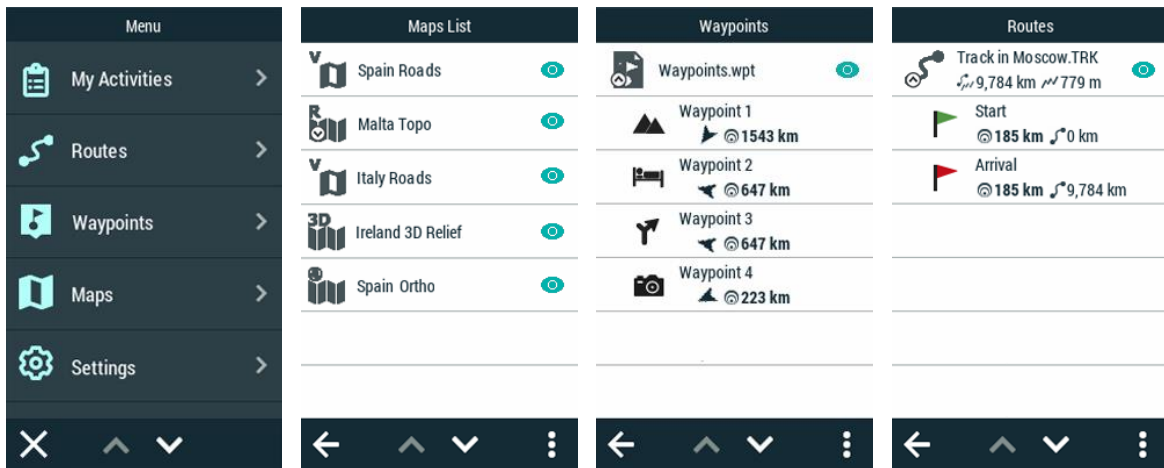 Menu
My Activities
Routes
Waypoints
Maps
Settings
Maps List
V
Spain Roads
R
Malta Topo
V
Italy Roads
3D
Ireland 3D Relief
Spain Ortho
Waypoints
Waypoints.wpt
Waypoint 1
1543 km
Waypoint 2
647 km
Waypoint 3
647 km
Waypoint 4
223 km
Routes
Track in Moscow.TRK
9,784 km 779 m
Start
185 km 0 km
Arrival
185 km 9,784 km